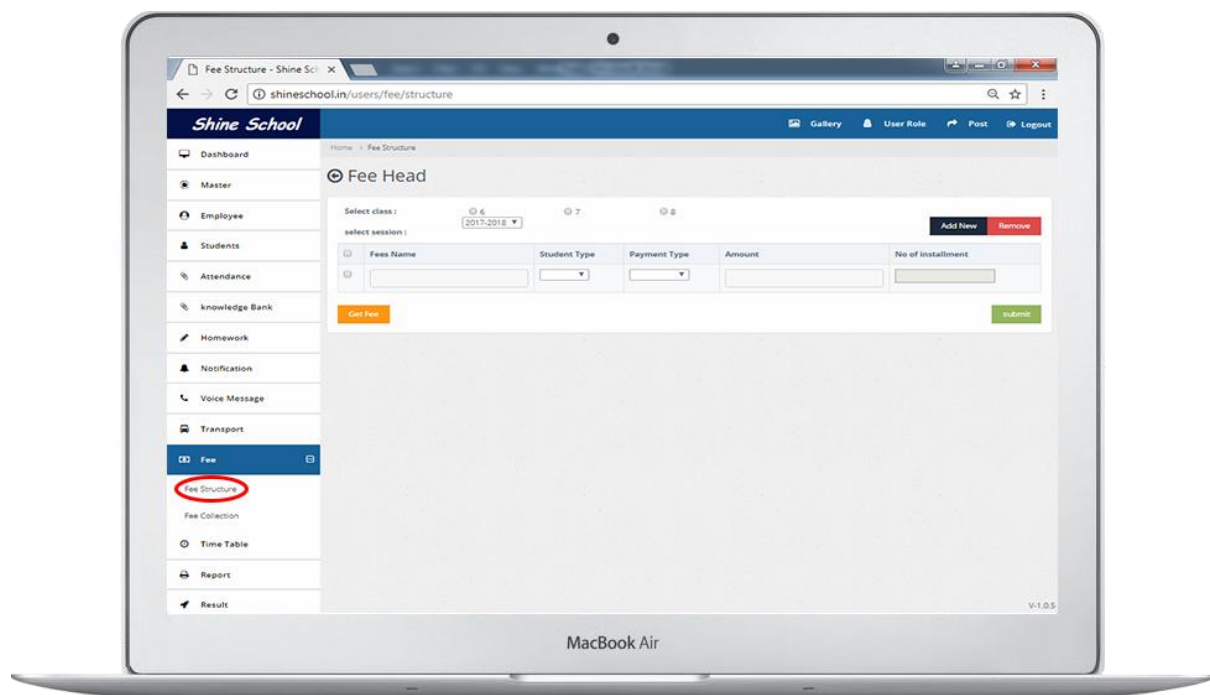 Fee Structure - Shine Sch
shineschool.in/users/fee/structure
Shine School
Gallery User Role Post Logout
Home > Fee Structure
Dashboard
Fee Head
Master
Employee
Select class : 6 7 8
2017-2018
select session :
Add New Remove
Students
Fees Name Student Type Payment Type Amount No of installment
Attendance
knowledge Bank
Get Fee submit
Homework
Notification
Voice Message
Transport
Fee
Fee Structure
Fee Collection
Time Table
Report
Result
V-1.0.5
MacBook Air